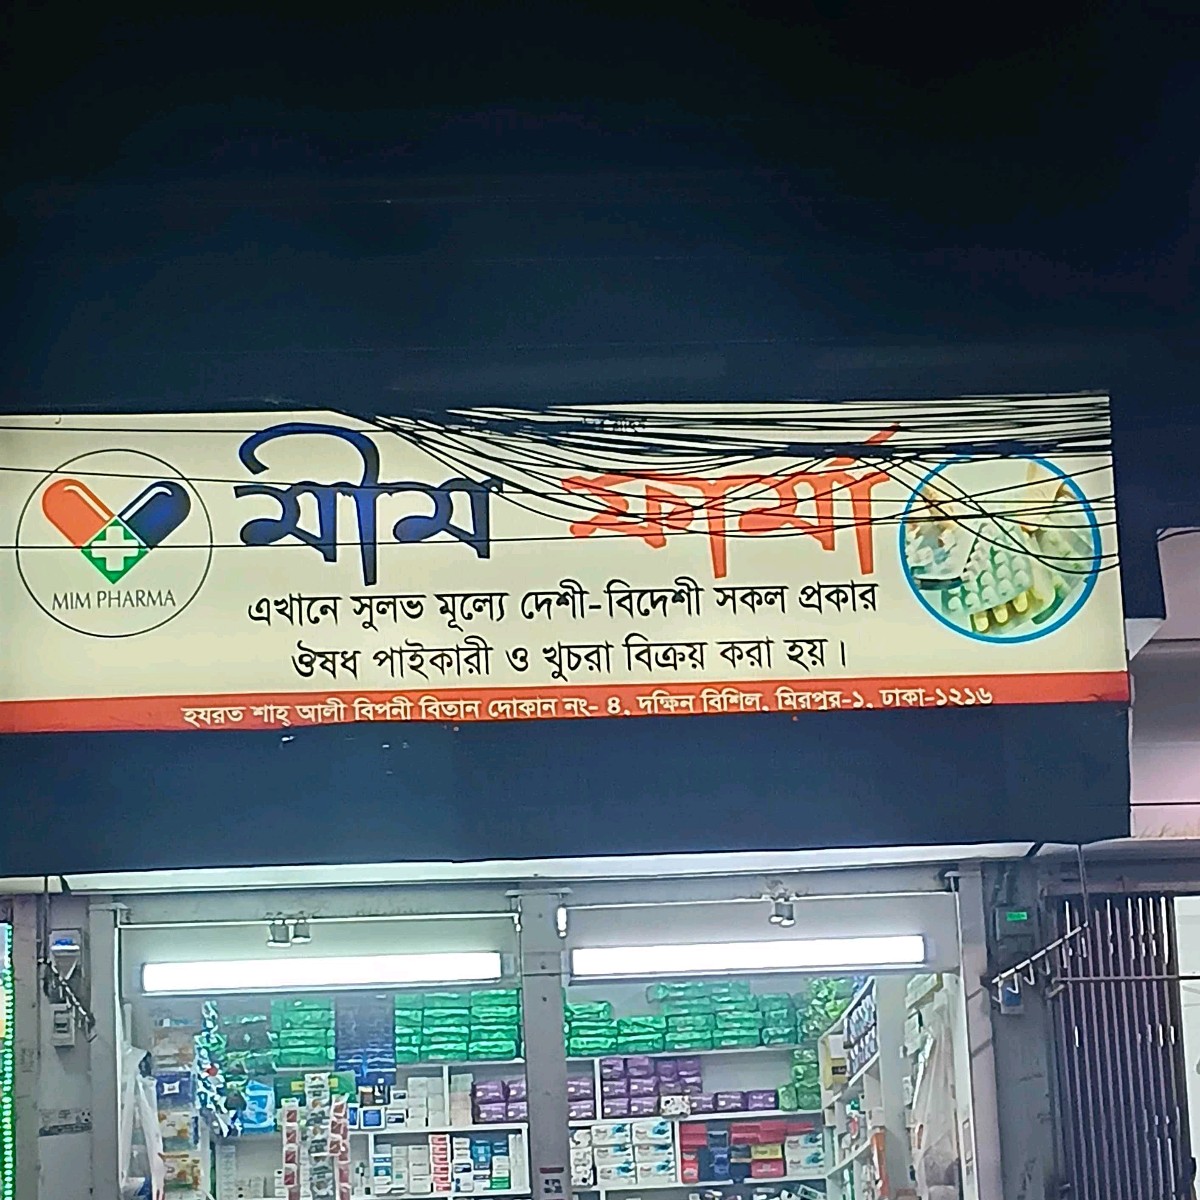 মীম ফার্মা
MIM PHARMA
এখানে সুলভ মূল্যে দেশী-বিদেশী সকল প্রকার
ঔষধ পাইকারী ও খুচরা বিক্রয় করা হয়।
হযরত শাহ্ আলী বিপনী বিতান দোকান নং- ৪, দক্ষিন বিশিল, মিরপুর-১, ঢাকা-১২১৬